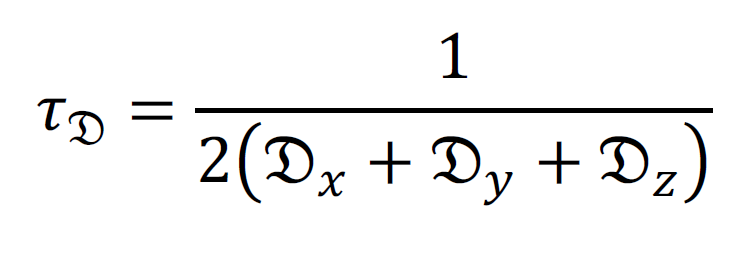 τ_𝔇 = 1 / 2(𝔇_x + 𝔇_y + 𝔇_z)